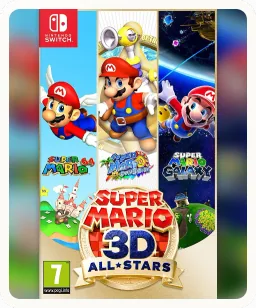 NINTENDO
SWITCH
SUPER
MARIO 64
SUPER
MARIO
SUNSHINE
SUPER
MARIO
GALAXY
SUPER
MARIO
3D
ALL★STARS
7
www.pegi.info